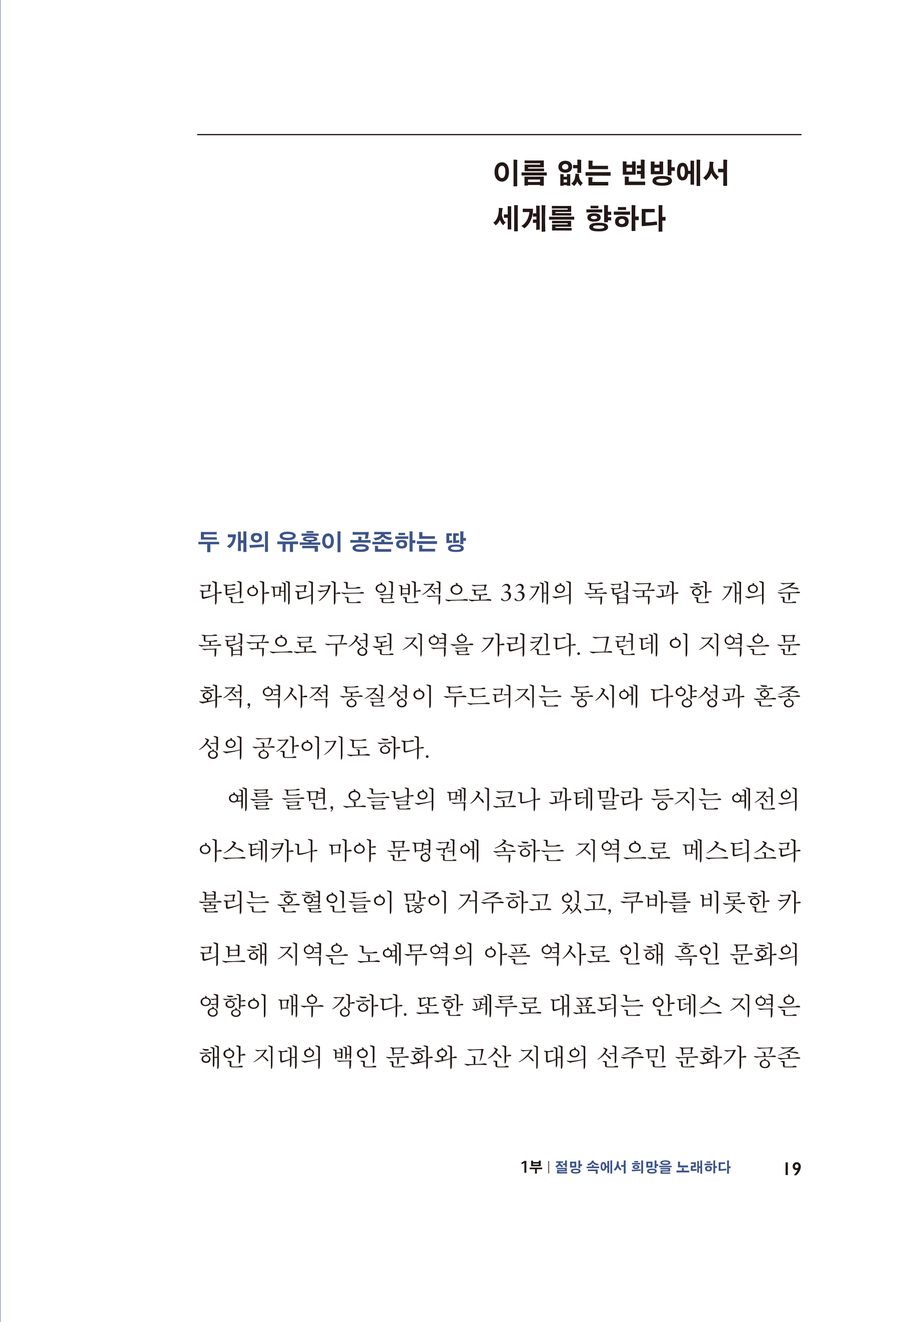 이름 없는 변방에서
세계를 향하다
두 개의 유혹이 공존하는 땅
라틴아메리카는 일반적으로 33개의 독립국과 한 개의 준
독립국으로 구성된 지역을 가리킨다. 그런데 이 지역은 문
화적, 역사적 동질성이 두드러지는 동시에 다양성과 혼종
성의 공간이기도 하다.
예를 들면, 오늘날의 멕시코나 과테말라 등지는 예전의
아스테카나 마야 문명권에 속하는 지역으로 메스티소라
불리는 혼혈인들이 많이 거주하고 있고, 쿠바를 비롯한 카
리브해 지역은 노예무역의 아픈 역사로 인해 흑인 문화의
영향이 매우 강하다. 또한 페루로 대표되는 안데스 지역은
해안 지대의 백인 문화와 고산 지대의 선주민 문화가 공존
1부 | 절망 속에서 희망을 노래하다 19